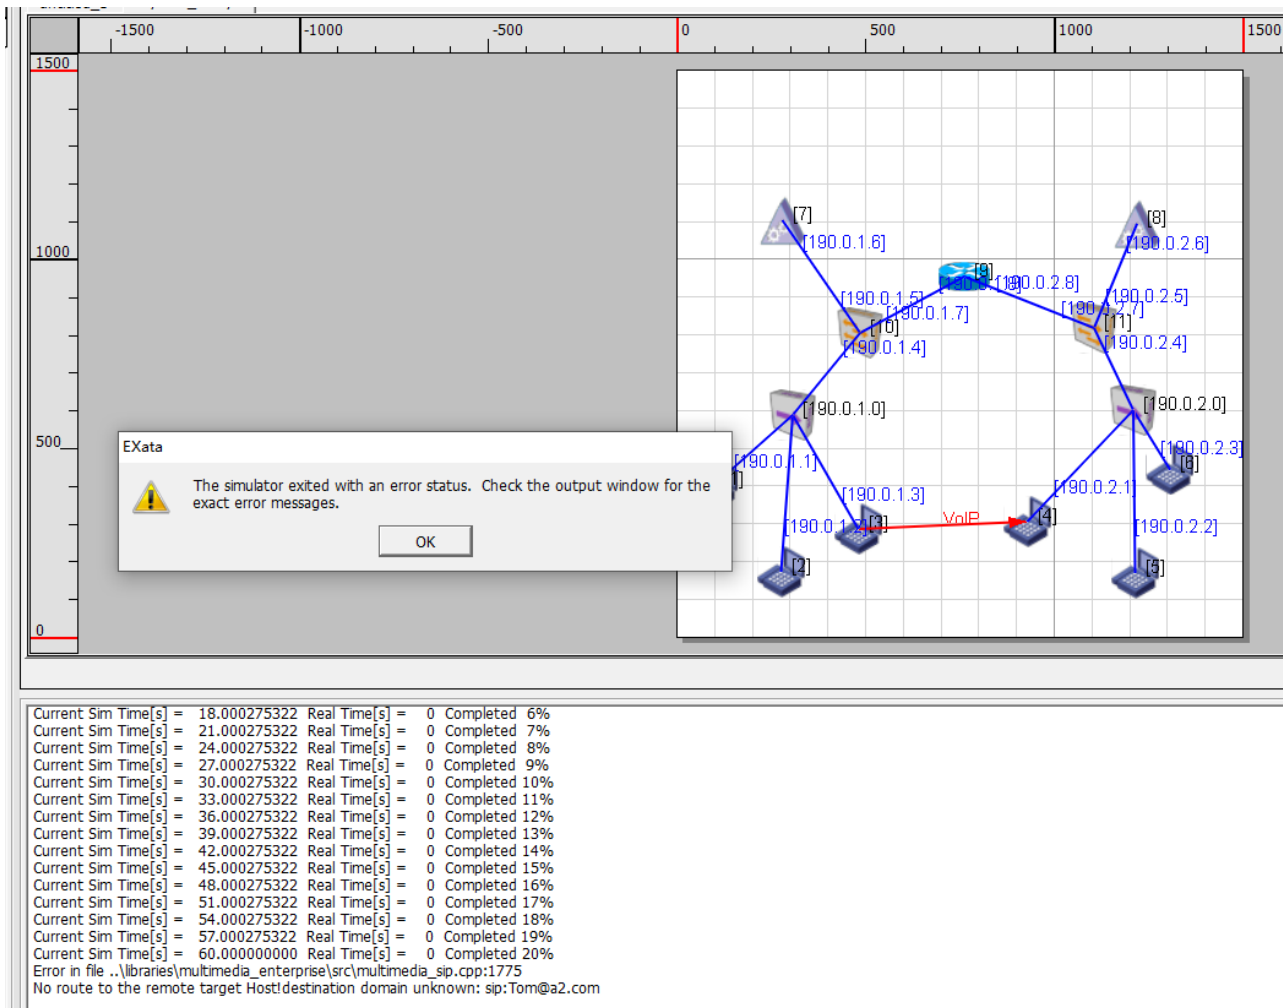 -1500 -1000 -500 0 500 1000 1500
1500
[7]
[8]
[190.0.1.6]
[190.0.2.6]
1000
[9]
[190.0.2.8]
[190.0.1.5]
[190.0.2.5]
[190.0.1.7]
[10]
[11]
[190.0.1.4]
[190.0.2.4]
[190.0.1.0]
[190.0.2.0]
500
EXata
The simulator exited with an error status. Check the output window for the
exact error messages.
OK
[190.0.1.1]
[190.0.2.3]
[6]
[190.0.1.3]
[190.0.2.1]
VoIP
[3]
[4]
[190.0.2.2]
[2]
[5]
0
Current Sim Time[s] = 18.000275322 Real Time[s] = 0 Completed 6%
Current Sim Time[s] = 21.000275322 Real Time[s] = 0 Completed 7%
Current Sim Time[s] = 24.000275322 Real Time[s] = 0 Completed 8%
Current Sim Time[s] = 27.000275322 Real Time[s] = 0 Completed 9%
Current Sim Time[s] = 30.000275322 Real Time[s] = 0 Completed 10%
Current Sim Time[s] = 33.000275322 Real Time[s] = 0 Completed 11%
Current Sim Time[s] = 36.000275322 Real Time[s] = 0 Completed 12%
Current Sim Time[s] = 39.000275322 Real Time[s] = 0 Completed 13%
Current Sim Time[s] = 42.000275322 Real Time[s] = 0 Completed 14%
Current Sim Time[s] = 45.000275322 Real Time[s] = 0 Completed 15%
Current Sim Time[s] = 48.000275322 Real Time[s] = 0 Completed 16%
Current Sim Time[s] = 51.000275322 Real Time[s] = 0 Completed 17%
Current Sim Time[s] = 54.000275322 Real Time[s] = 0 Completed 18%
Current Sim Time[s] = 57.000275322 Real Time[s] = 0 Completed 19%
Current Sim Time[s] = 60.000000000 Real Time[s] = 0 Completed 20%
Error in file ..\libraries\multimedia_enterprise\src\multimedia_sip.cpp:1775
No route to the remote target Host!destination domain unknown: sip:Tom@a2.com